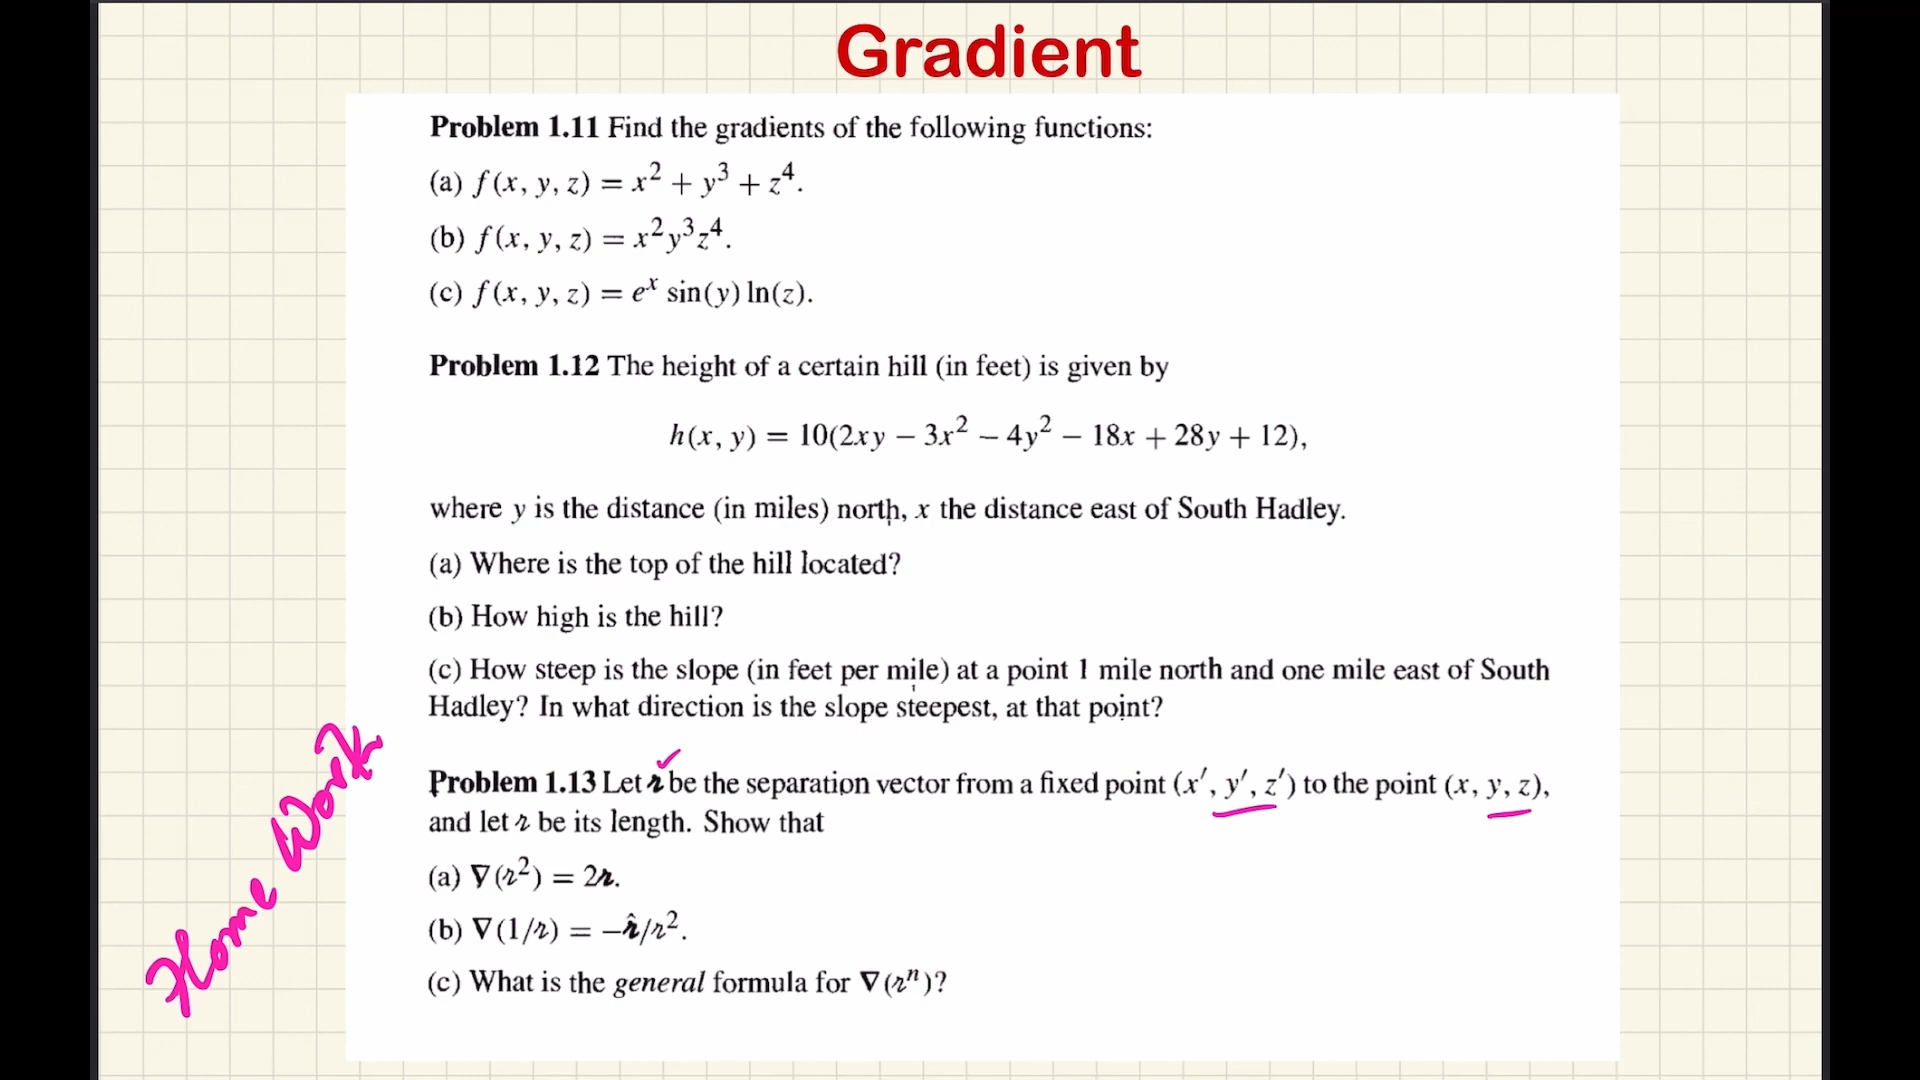 Gradient
Problem 1.11 Find the gradients of the following functions:
(a) f(x, y, z) = x² + y³ + z⁴.
(b) f(x, y, z) = x²y³z⁴.
(c) f(x, y, z) = eˣ sin(y) ln(z).
Problem 1.12 The height of a certain hill (in feet) is given by
h(x, y) = 10(2xy − 3x² − 4y² − 18x + 28y + 12),
where y is the distance (in miles) north, x the distance east of South Hadley.
(a) Where is the top of the hill located?
(b) How high is the hill?
(c) How steep is the slope (in feet per mile) at a point 1 mile north and one mile east of South
Hadley? In what direction is the slope steepest, at that point?
Problem 1.13 Let 𝓇 be the separation vector from a fixed point (x′, y′, z′) to the point (x, y, z),
and let 𝓇 be its length. Show that
(a) ∇(𝓇²) = 2𝓇.
(b) ∇(1/𝓇) = −𝓇̂/𝓇².
(c) What is the general formula for ∇(𝓇ⁿ)?
Home Work